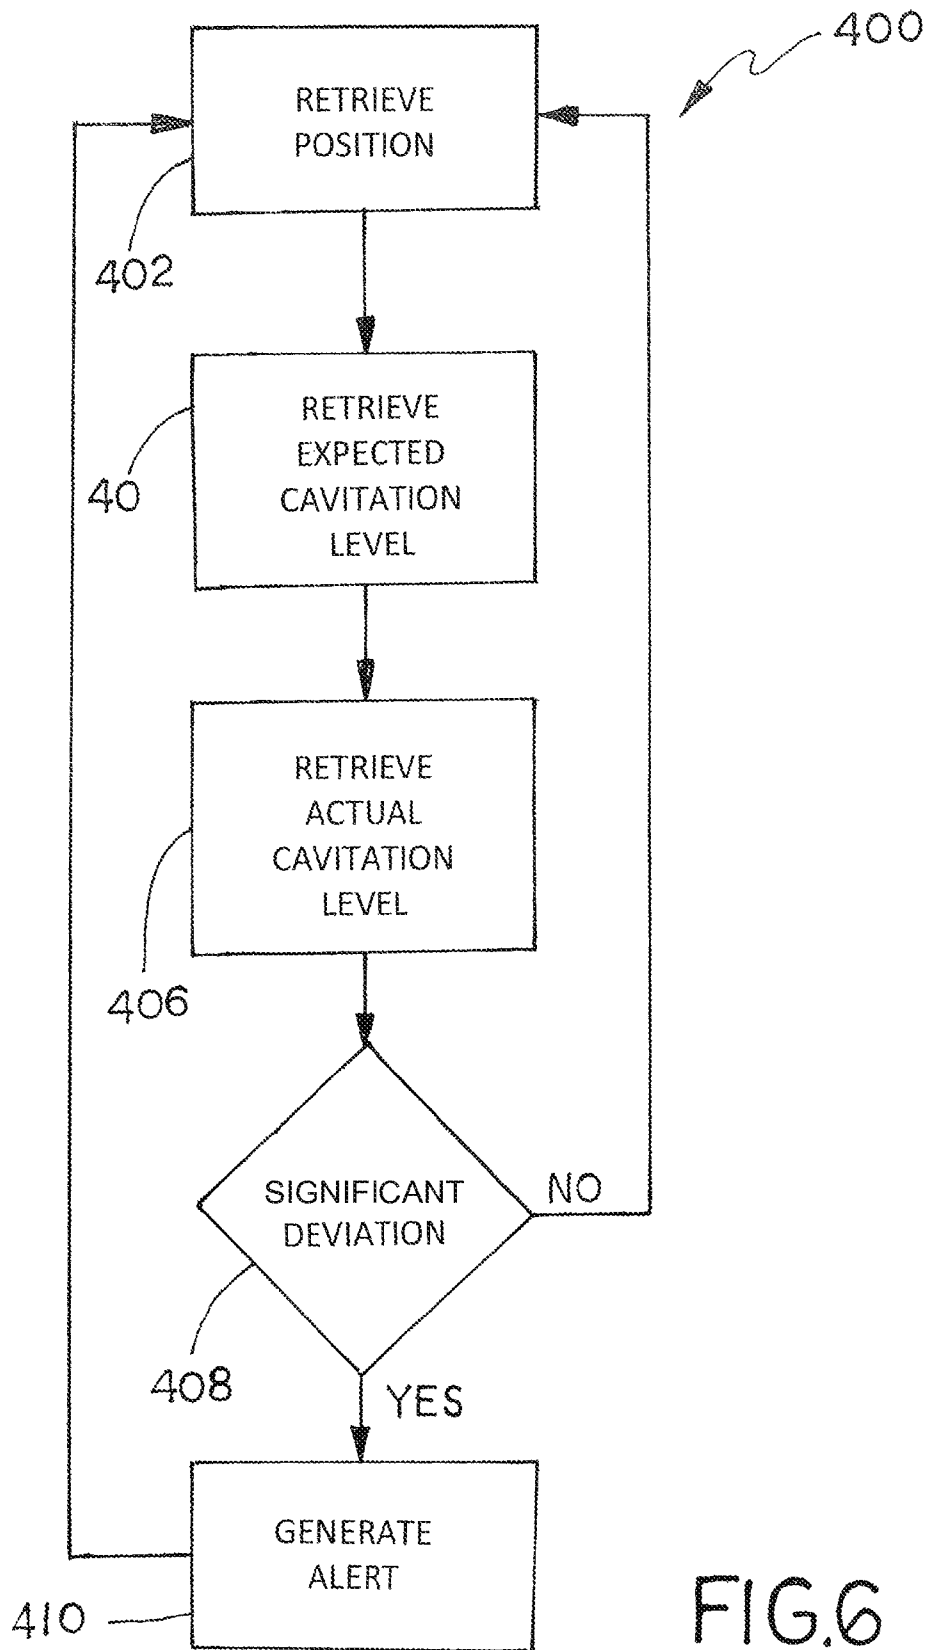 400
RETRIEVE
POSITION
402
RETRIEVE
EXPECTED
CAVITATION
LEVEL
40
RETRIEVE
ACTUAL
CAVITATION
LEVEL
406
SIGNIFICANT
DEVIATION
NO
408
YES
GENERATE
ALERT
410
FIG.6